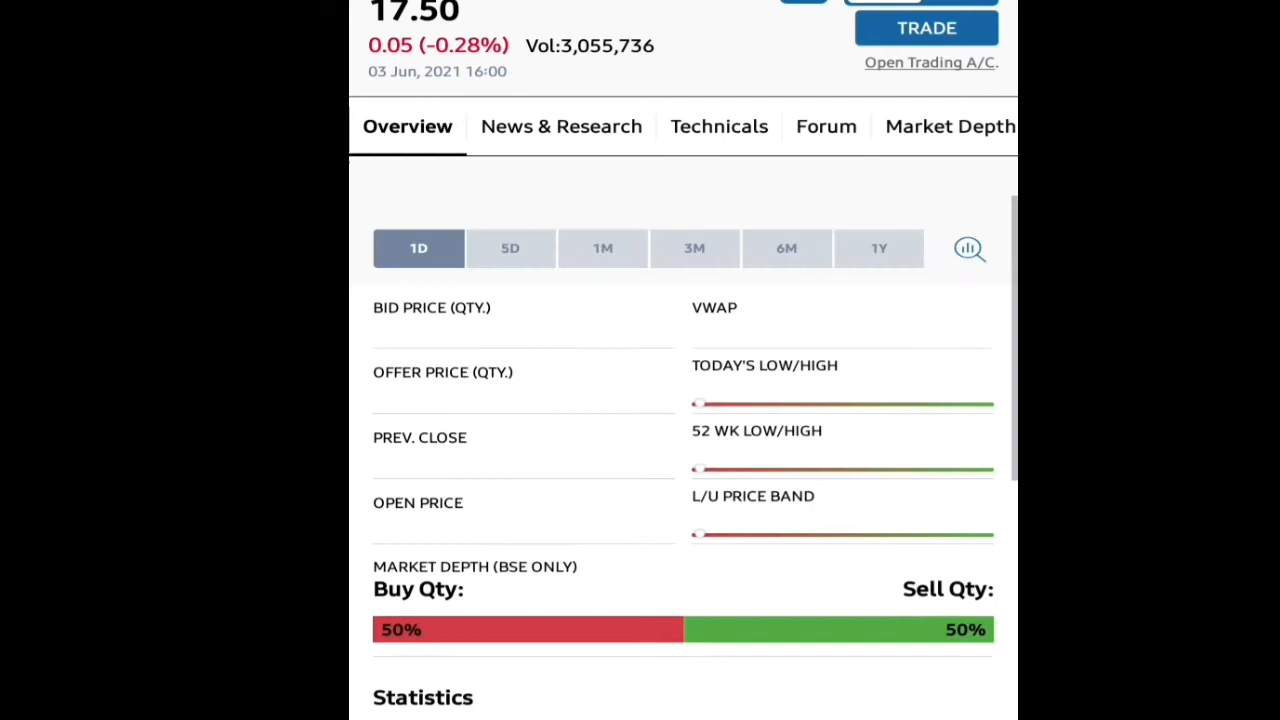 17.50
0.05 (-0.28%) Vol:3,055,736
TRADE
03 Jun, 2021 16:00
Open Trading A/C.
Overview News & Research Technicals Forum Market Depth
1D 5D 1M 3M 6M 1Y
BID PRICE (QTY.) VWAP
OFFER PRICE (QTY.) TODAY'S LOW/HIGH
PREV. CLOSE 52 WK LOW/HIGH
OPEN PRICE L/U PRICE BAND
MARKET DEPTH (BSE ONLY)
Buy Qty: Sell Qty:
50% 50%
Statistics